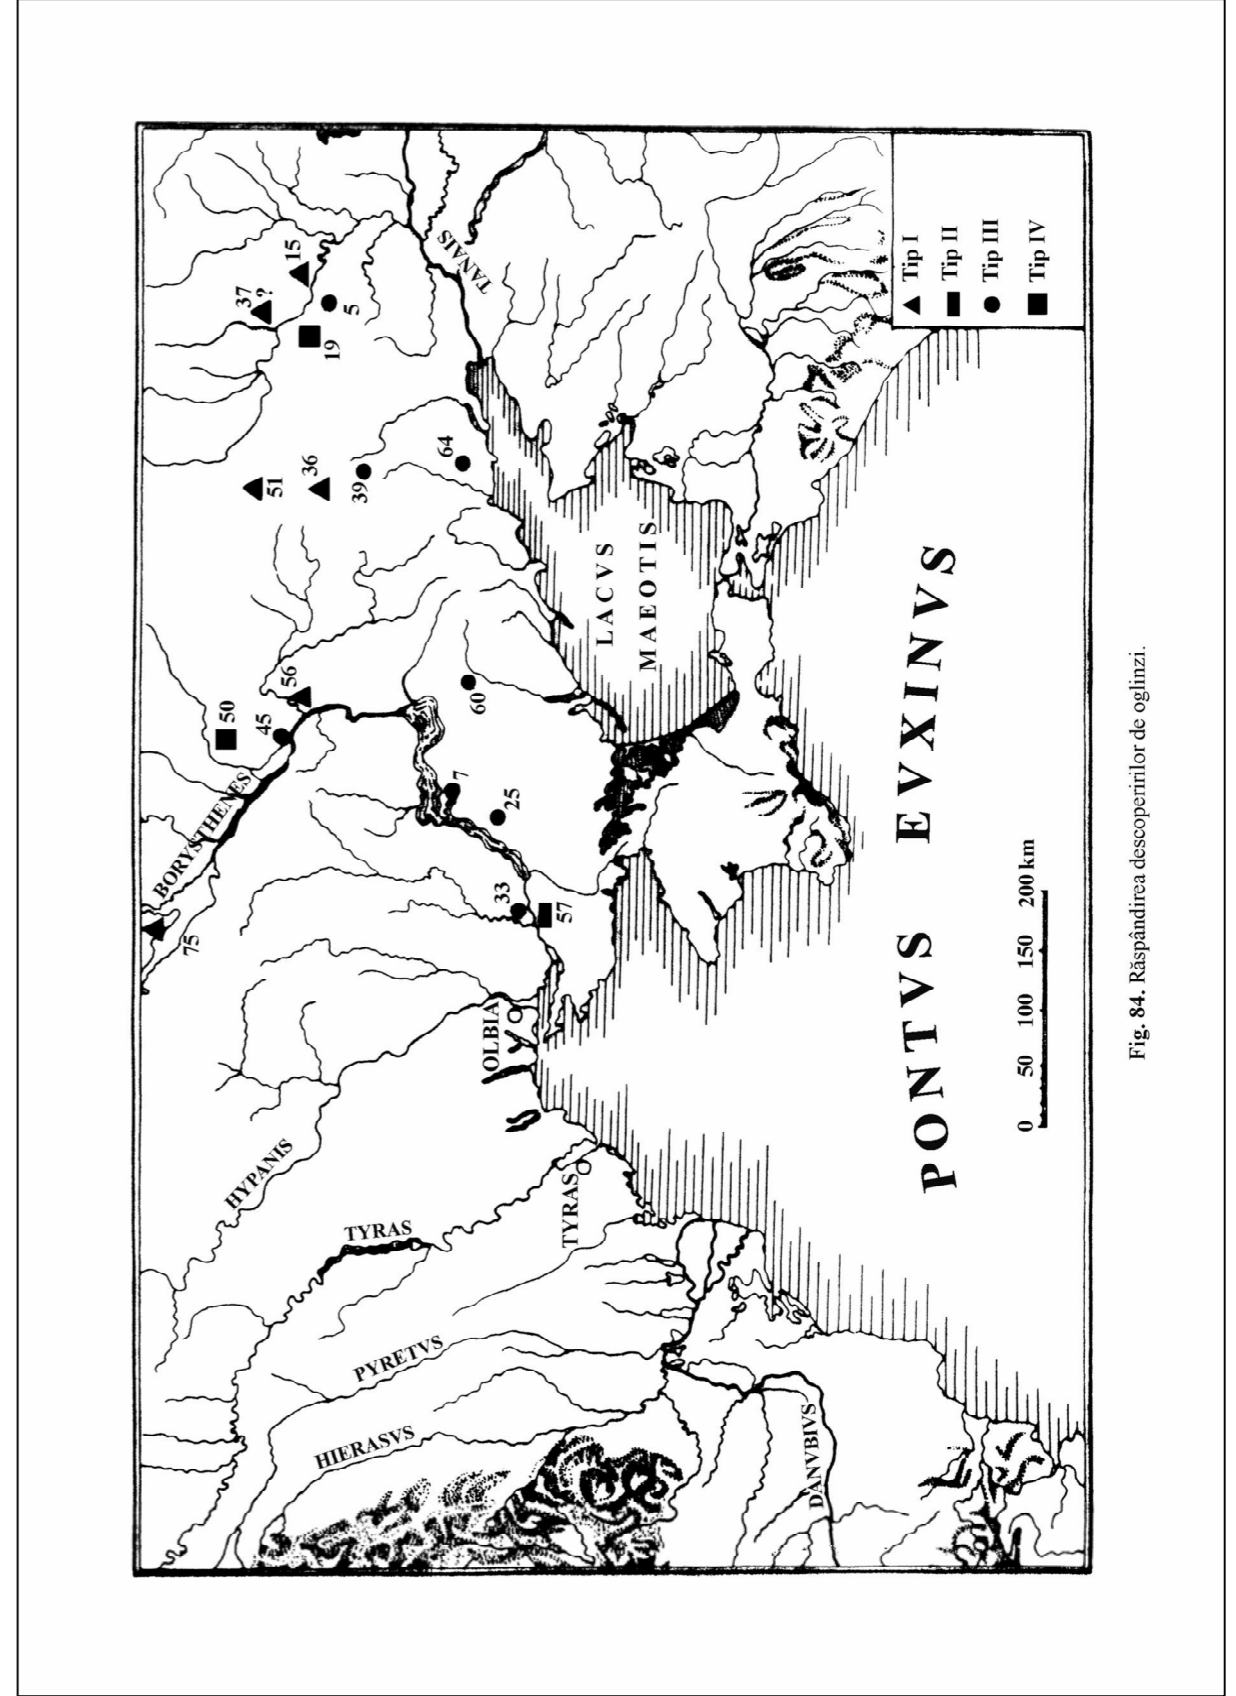 BORYSTHENES
TANAIS
HYPANIS
TYRAS
PYRETVS
HIERASVS
DANVBIVS
OLBIA
TYRAS
LACVS
MAEOTIS
PONTVS EVXINVS
75
50
45
56
51
36
39
64
37
?
15
5
19
60
7
25
33
57
0 50 100 150 200 km
Tip I
Tip II
Tip III
Tip IV
Fig. 84. Răspândirea descoperirilor de oglinzi.